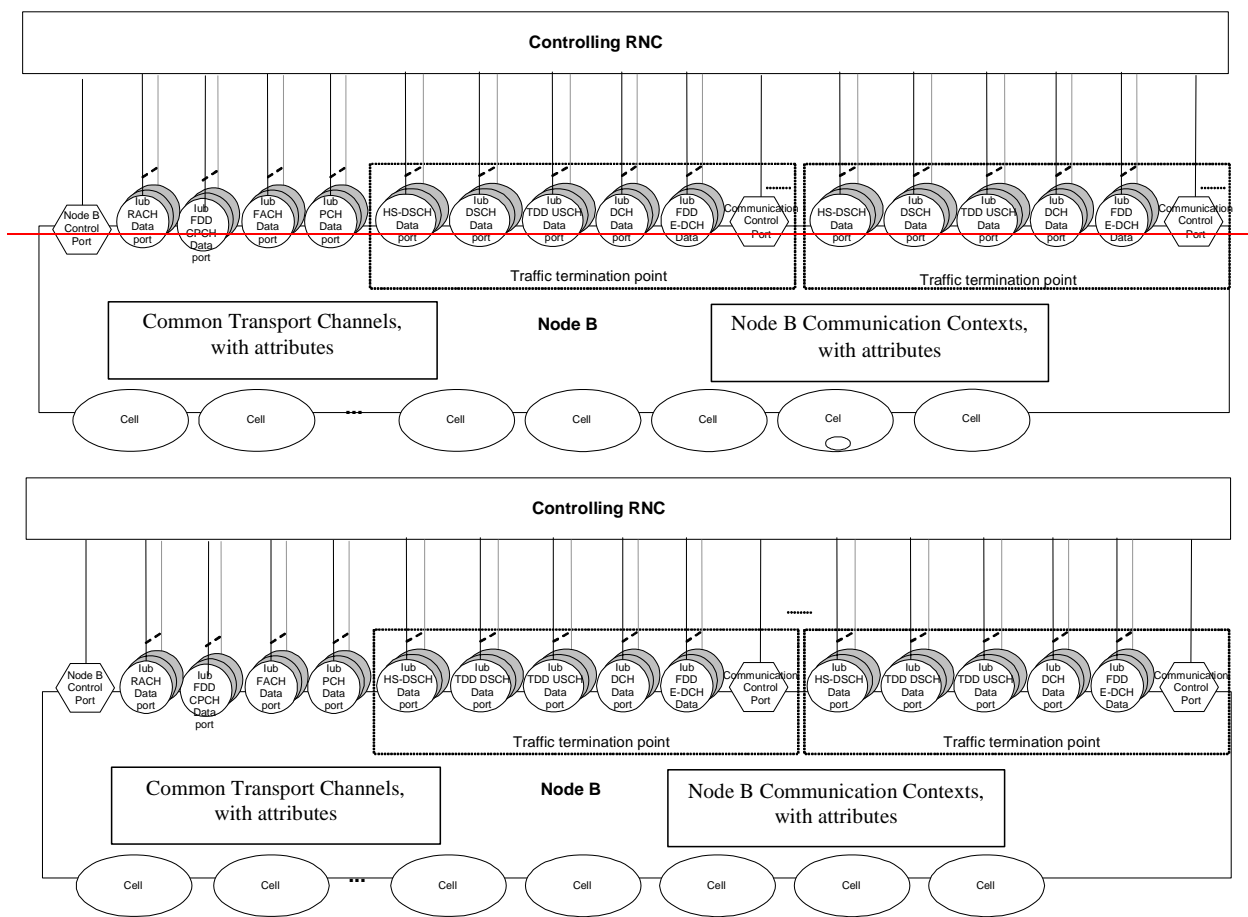 Controlling RNC
Node B
Control
Port
Iub
RACH
Data
port
Iub
FDD
CPCH
Data
port
Iub
FACH
Data
port
Iub
PCH
Data
port
HS-DSCH
Data
port
Iub
DSCH
Data
port
Iub
TDD USCH
Data
port
Iub
DCH
Data
port
Iub
FDD
E-DCH
Data
Communication
Control
Port
HS-DSCH
Data
port
Iub
DSCH
Data
port
Iub
TDD USCH
Data
port
Iub
DCH
Data
port
Iub
FDD
E-DCH
Data
Communication
Control
Port
Traffic termination point
Traffic termination point
Common Transport Channels,
with attributes
Node B
Node B Communication Contexts,
with attributes
Cell
Cell
...
Cell
Cell
Cell
Cel
Cell
Controlling RNC
Node B
Control
Port
Iub
RACH
Data
port
Iub
FDD
CPCH
Data
port
Iub
FACH
Data
port
Iub
PCH
Data
port
Iub
HS-DSCH
Data
port
Iub
TDD DSCH
Data
port
Iub
TDD USCH
Data
port
Iub
DCH
Data
port
Iub
FDD
E-DCH
Data
Communication
Control
Port
Iub
HS-DSCH
Data
port
Iub
TDD DSCH
Data
port
Iub
TDD USCH
Data
port
Iub
DCH
Data
port
Iub
FDD
E-DCH
Data
Communication
Control
Port
Traffic termination point
Traffic termination point
Common Transport Channels,
with attributes
Node B
Node B Communication Contexts,
with attributes
Cell
Cell
...
Cell
Cell
Cell
Cell
Cell